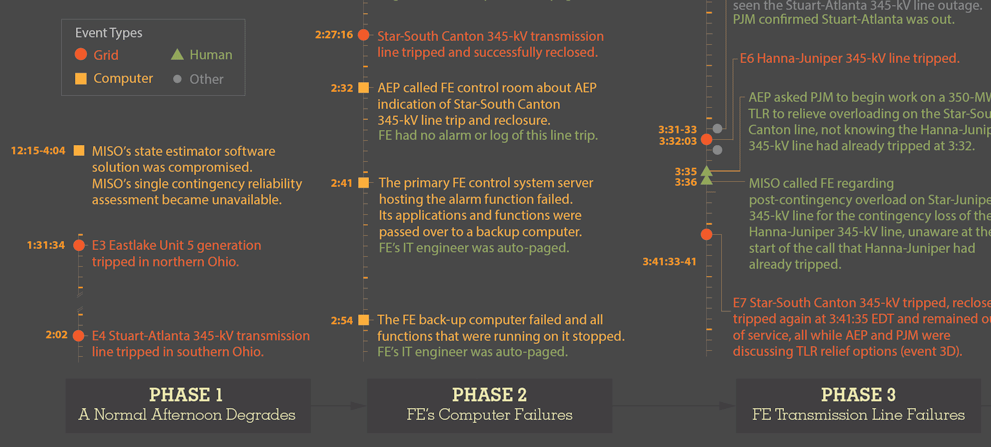 Event Types
Grid
Human
Computer
Other
12:15-4:04
MISO's state estimator software
solution was compromised.
MISO's single contingency reliability
assessment became unavailable.
1:31:34
E3 Eastlake Unit 5 generation
tripped in northern Ohio.
2:02
E4 Stuart-Atlanta 345-kV transmission
line tripped in southern Ohio.
PHASE 1
A Normal Afternoon Degrades
2:27:16
Star-South Canton 345-kV transmission
line tripped and successfully reclosed.
2:32
AEP called FE control room about AEP
indication of Star-South Canton
345-kV line trip and reclosure.
FE had no alarm or log of this line trip.
2:41
The primary FE control system server
hosting the alarm function failed.
Its applications and functions were
passed over to a backup computer.
FE's IT engineer was auto-paged.
2:54
The FE back-up computer failed and all
functions that were running on it stopped.
FE's IT engineer was auto-paged.
PHASE 2
FE's Computer Failures
seen the Stuart-Atlanta 345-kV line outage.
PJM confirmed Stuart-Atlanta was out.
E6 Hanna-Juniper 345-kV line tripped.
3:31-33
3:32:03
AEP asked PJM to begin work on a 350-MW
TLR to relieve overloading on the Star-Sou
Canton line, not knowing the Hanna-Junip
345-kV line had already tripped at 3:32.
3:35
3:36
MISO called FE regarding
post-contingency overload on Star-Junipe
345-kV line for the contingency loss of the
Hanna-Juniper 345-kV line, unaware at the
start of the call that Hanna-Juniper had
already tripped.
3:41:33-41
E7 Star-South Canton 345-kV tripped, reclose
tripped again at 3:41:35 EDT and remained ou
of service, all while AEP and PJM were
discussing TLR relief options (event 3D).
PHASE 3
FE Transmission Line Failures